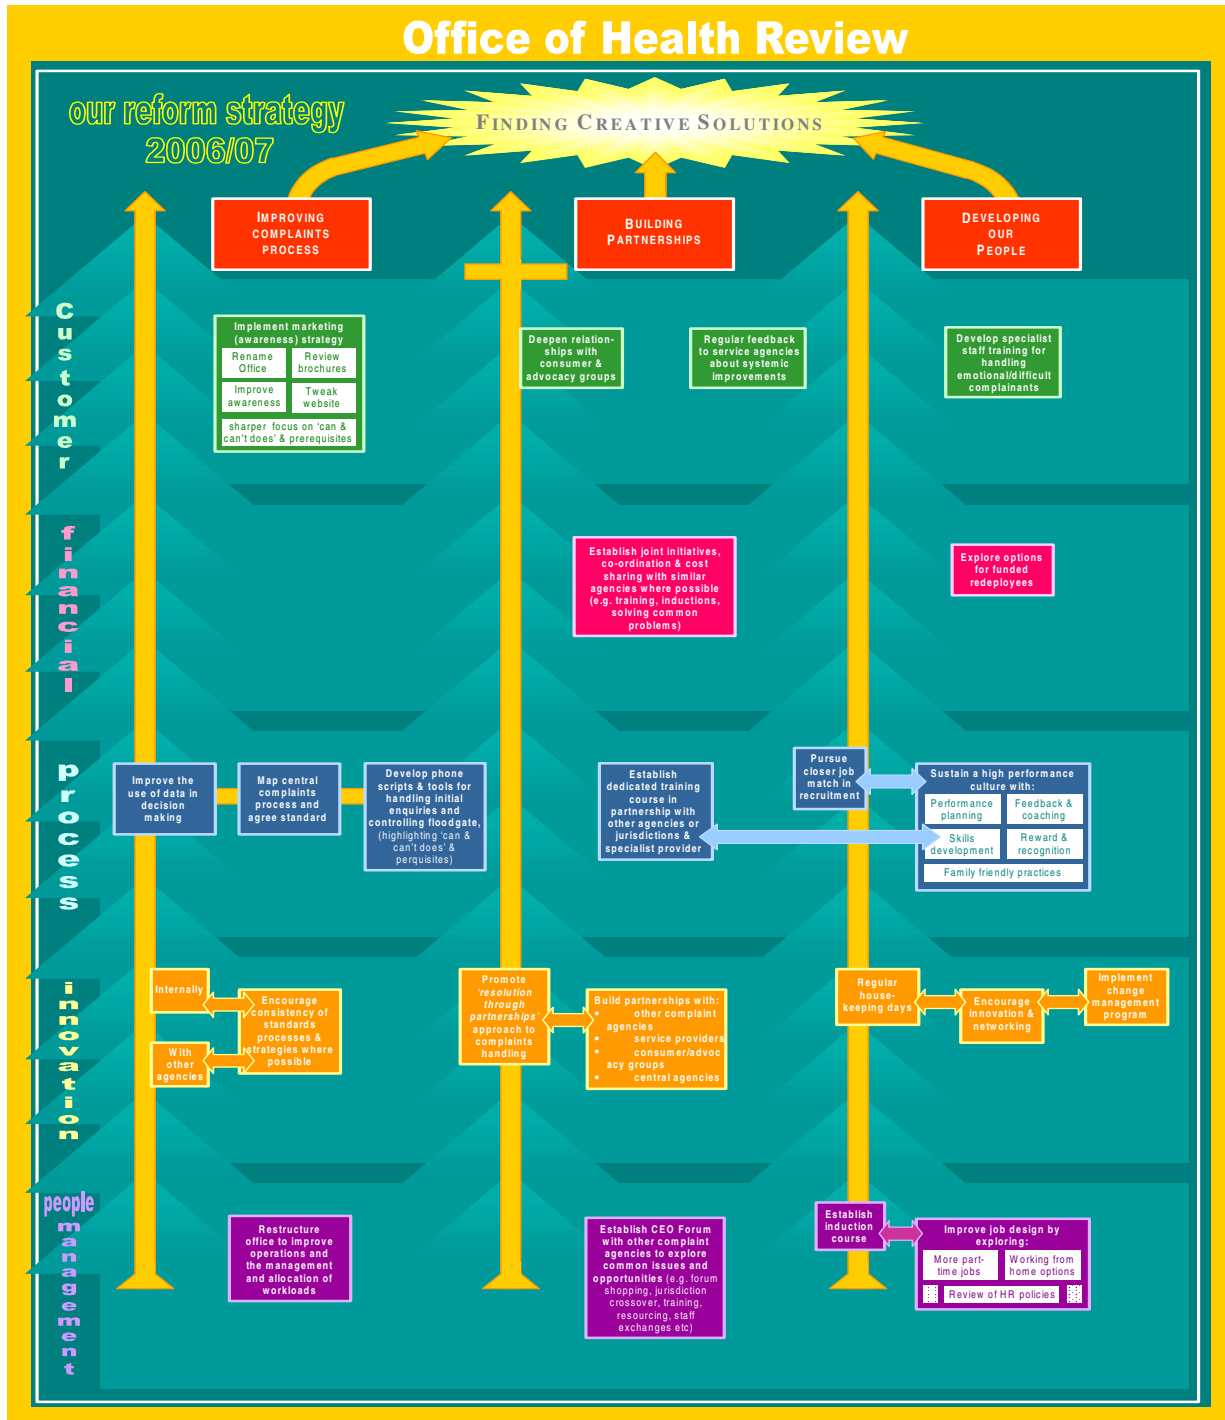 Office of Health Review
our reform strategy
2006/07
FINDING CREATIVE SOLUTIONS
IMPROVING
COMPLAINTS
PROCESS
BUILDING
PARTNERSHIPS
DEVELOPING
OUR
PEOPLE
Customer
Implement marketing
(awareness) strategy
Rename
Office
Review
brochures
Improve
awareness
Tweak
website
sharper focus on 'can &
can't does' & prerequisites
Deepen relation-
ships with
consumer &
advocacy groups
Regular feedback
to service agencies
about systemic
improvements
Develop specialist
staff training for
handling
emotional/difficult
complainants
financial
Establish joint initiatives,
co-ordination & cost
sharing with similar
agencies where possible
(e.g. training, inductions,
solving common
problems)
Explore options
for funded
redeployees
process
Improve the
use of data in
decision
making
Map central
complaints
process and
agree standard
Develop phone
scripts & tools for
handling initial
enquiries and
controlling floodgate,
(highlighting 'can &
can't does' &
perquisites)
Establish
dedicated training
course in
partnership with
other agencies or
jurisdictions &
specialist provider
Pursue
closer job
match in
recruitment
Sustain a high performance
culture with:
Performance
planning
Feedback &
coaching
Skills
development
Reward &
recognition
Family friendly practices
innovation
Internally
With
other
agencies
Encourage
consistency of
standards
processes &
strategies where
possible
Promote
'resolution
through
partnerships'
approach to
complaints
handling
Build partnerships with:
• other complaint
agencies
• service providers
• consumer/advoc
acy groups
• central agencies
Regular
house-
keeping days
Encourage
innovation &
networking
Implement
change
management
program
people
management
Restructure
office to improve
operations and
the management
and allocation of
workloads
Establish CEO Forum
with other complaint
agencies to explore
common issues and
opportunities (e.g. forum
shopping, jurisdiction
crossover, training,
resourcing, staff
exchanges etc)
Establish
induction
course
Improve job design by
exploring:
More part-
time jobs
Working from
home options
Review of HR policies